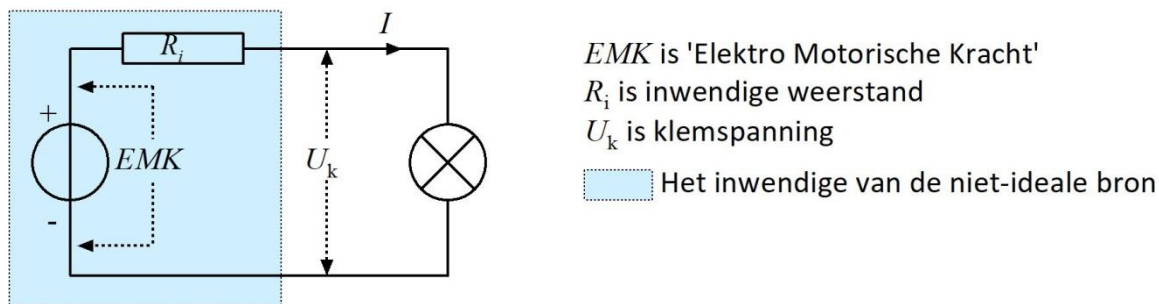 R_i
I
+
EMK
-
U_k
EMK is 'Elektro Motorische Kracht'
R_i is inwendige weerstand
U_k is klemspanning
Het inwendige van de niet-ideale bron